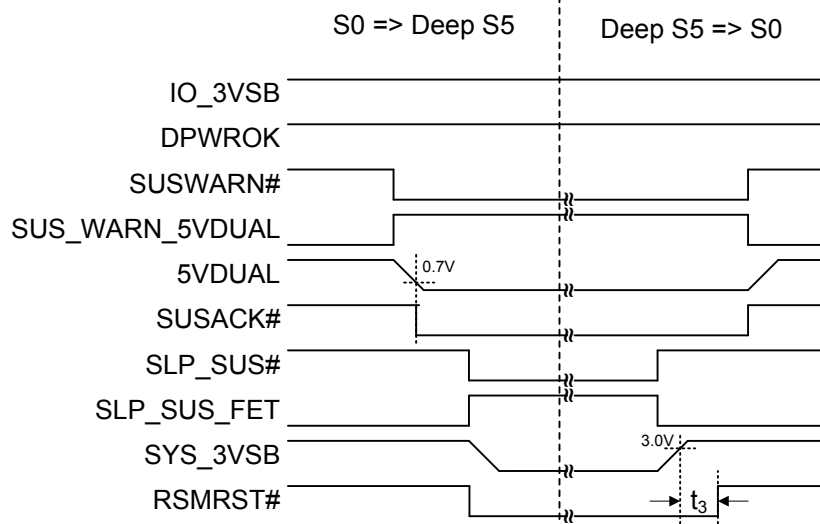 S0 => Deep S5 Deep S5 => S0
IO_3VSB
DPWROK
SUSWARN#
SUS_WARN_5VDUAL
5VDUAL 0.7V
SUSACK#
SLP_SUS#
SLP_SUS_FET
SYS_3VSB 3.0V
RSMRST# t3